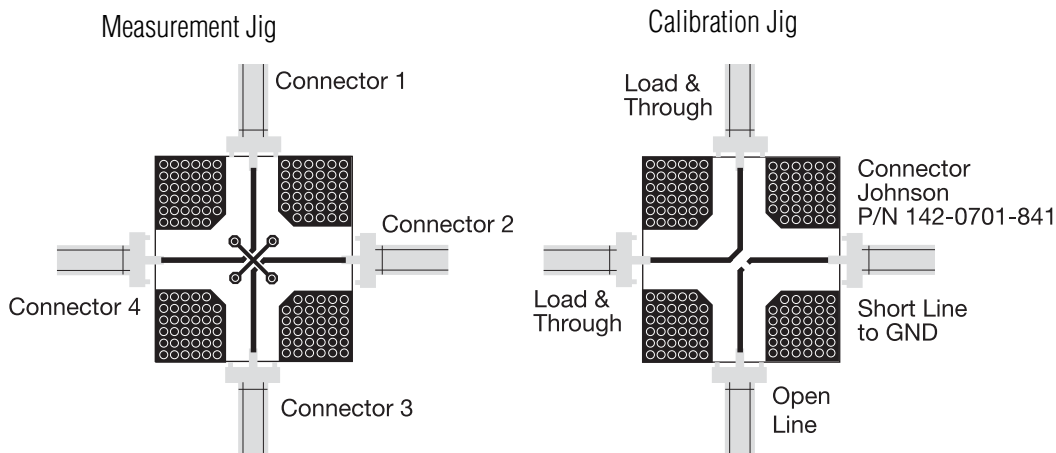 Measurement Jig
Connector 1
Connector 2
Connector 4
Connector 3
Calibration Jig
Load &
Through
Connector
Johnson
P/N 142-0701-841
Load &
Through
Short Line
to GND
Open
Line